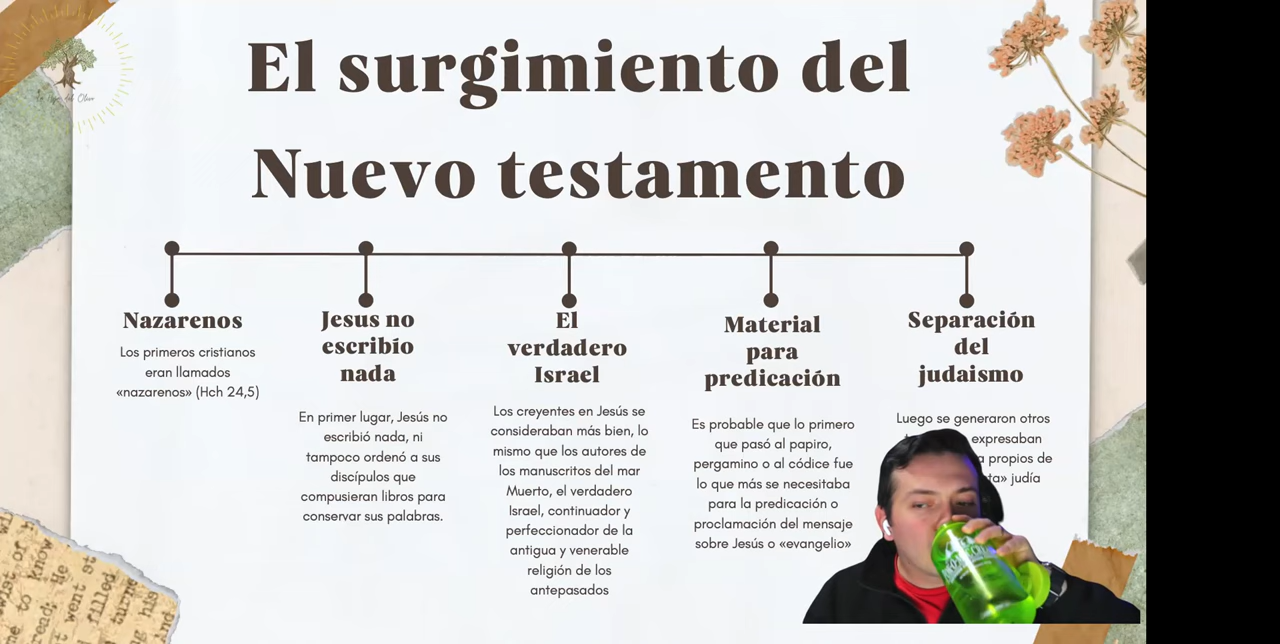 El surgimiento del
Nuevo testamento
Nazarenos
Los primeros cristianos
eran llamados
«nazarenos» (Hch 24,5)
Jesus no
escribío
nada
En primer lugar, Jesús no
escribió nada, ni
tampoco ordenó a sus
discípulos que
compusieran libros para
conservar sus palabras.
El
verdadero
Israel
Los creyentes en Jesús se
consideraban más bien, lo
mismo que los autores de
los manuscritos del mar
Muerto, el verdadero
Israel, continuador y
perfeccionador de la
antigua y venerable
religión de los
antepasados
Material
para
predicación
Es probable que lo primero
que pasó al papiro,
pergamino o al códice fue
lo que más se necesitaba
para la predicación o
proclamación del mensaje
sobre Jesús o «evangelio»
Separación
del
judaismo
Luego se generaron otros
expresaban
propios de
judía